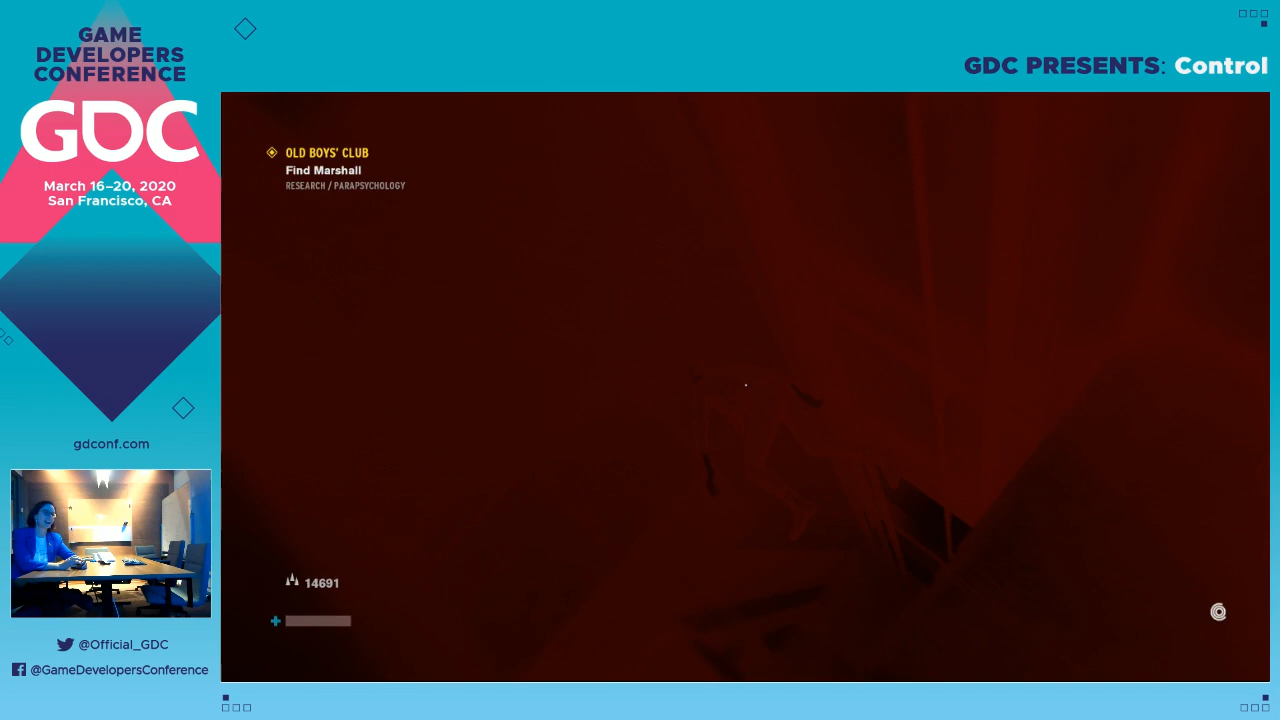 GAME
DEVELOPERS
CONFERENCE
GDC
March 16–20, 2020
San Francisco, CA
gdconf.com
@Official_GDC
@GameDevelopersConference
GDC PRESENTS: Control
OLD BOYS' CLUB
Find Marshall
RESEARCH / PARAPSYCHOLOGY
14691